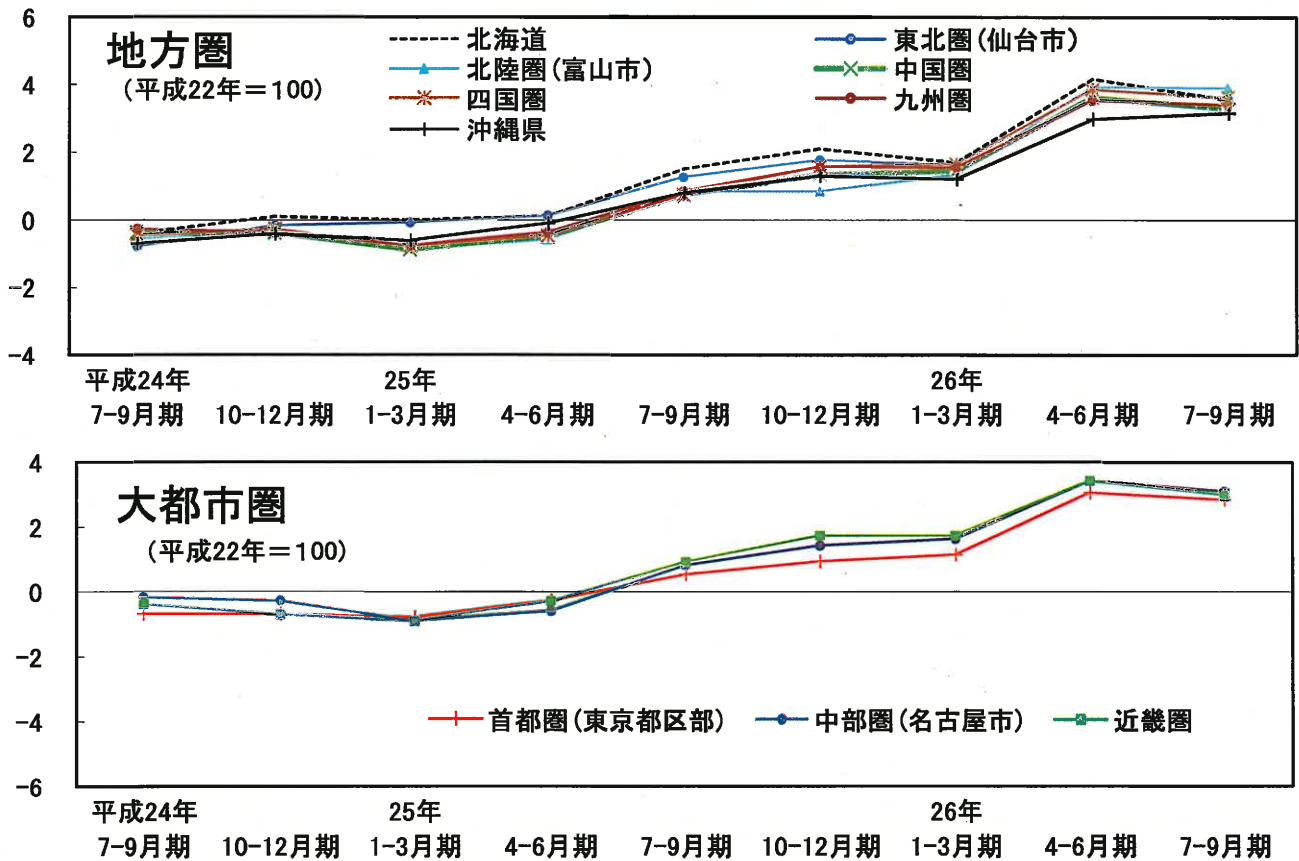 6
4
2
0
-2
-4
地方圏
(平成22年=100)
北海道
東北圏(仙台市)
北陸圏(富山市)
中国圏
四国圏
九州圏
沖縄県
平成24年 25年 26年
7-9月期 10-12月期 1-3月期 4-6月期 7-9月期 10-12月期 1-3月期 4-6月期 7-9月期
4
2
0
-2
-4
-6
大都市圏
(平成22年=100)
首都圏(東京都区部) 中部圏(名古屋市) 近畿圏
平成24年 25年 26年
7-9月期 10-12月期 1-3月期 4-6月期 7-9月期 10-12月期 1-3月期 4-6月期 7-9月期